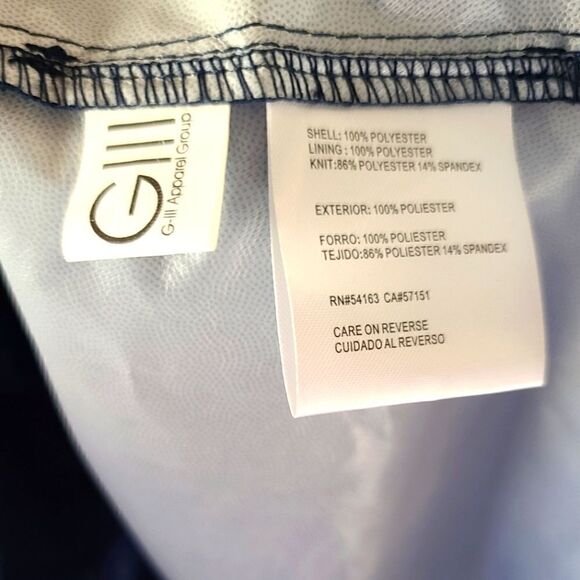 GIII
G-III Apparel Group
SHELL: 100% POLYESTER
LINING: 100% POLYESTER
KNIT:86% POLYESTER 14% SPANDEX
EXTERIOR: 100% POLIESTER
FORRO: 100% POLIESTER
TEJIDO:86% POLIESTER 14% SPANDEX
RN#54163 CA#57151
CARE ON REVERSE
CUIDADO AL REVERSO